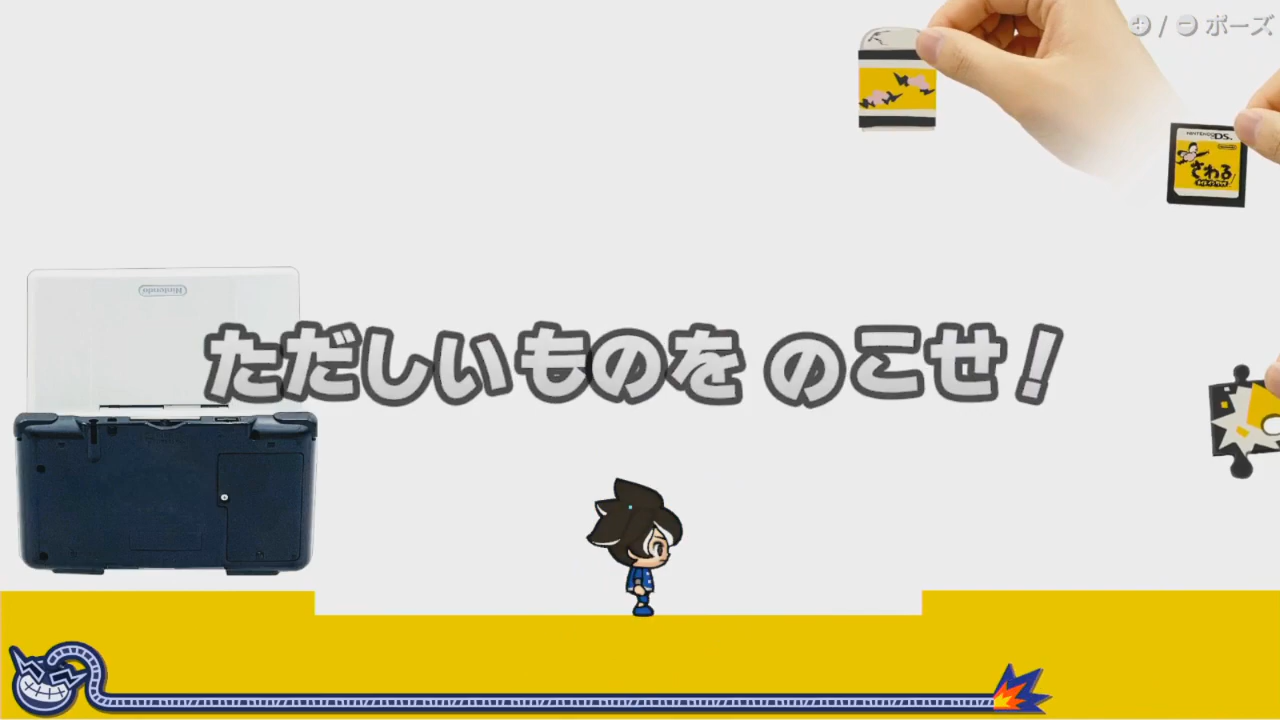 + / - ポーズ
NINTENDO DS
さわる
Nintendo
ただしいものを のこせ!